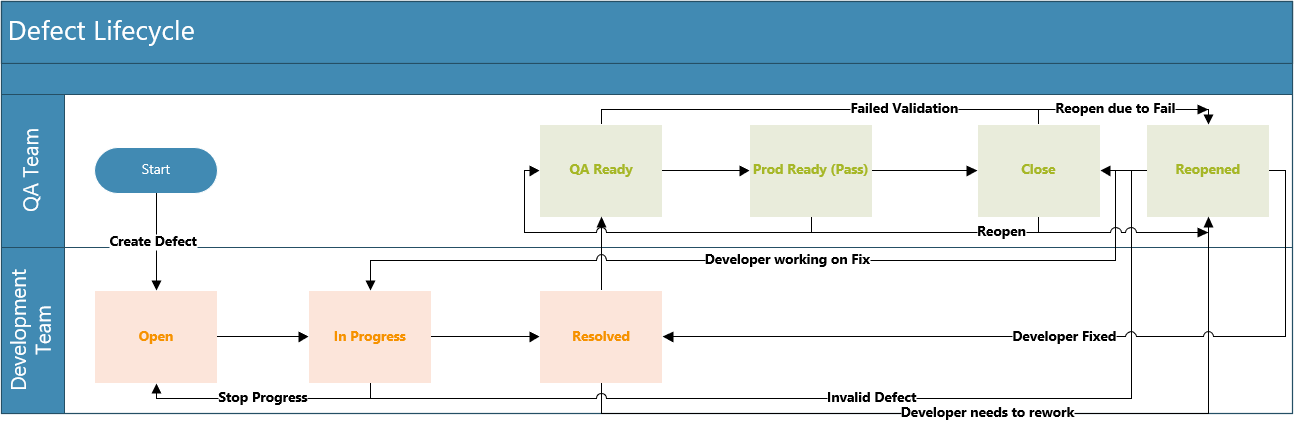 Defect Lifecycle
QA Team
Failed Validation
Reopen due to Fail
Start
QA Ready
Prod Ready (Pass)
Close
Reopened
Create Defect
Reopen
Development
Team
Developer working on Fix
Open
In Progress
Resolved
Developer Fixed
Stop Progress
Invalid Defect
Developer needs to rework